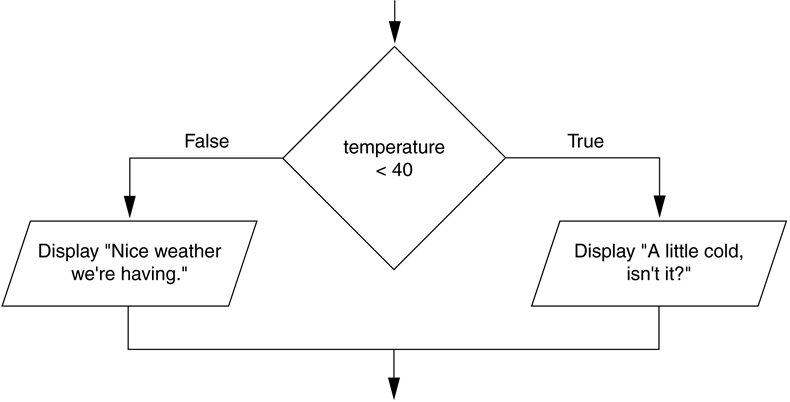 False
temperature
< 40
True
Display "Nice weather
we're having."
Display "A little cold,
isn't it?"